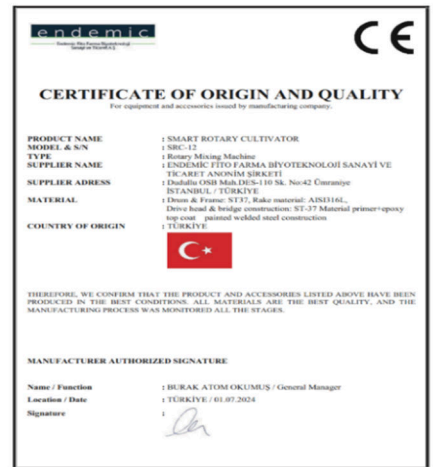 endemic
Endemic Fito Farma Biyoteknoloji
Sanayi ve Ticaret A.Ş.
CE
CERTIFICATE OF ORIGIN AND QUALITY
For equipment and accessories issued by manufacturing company.
PRODUCT NAME : SMART ROTARY CULTIVATOR
MODEL & S/N : SRC-12
TYPE : Rotary Mixing Machine
SUPPLIER NAME : ENDEMİC FİTO FARMA BİYOTEKNOLOJİ SANAYİ VE
TİCARET ANONİM ŞİRKETİ
SUPPLIER ADRESS : Dudullu OSB Mah.DES-110 Sk. No:42 Ümraniye
İSTANBUL / TÜRKİYE
MATERIAL : Drum & Frame: ST37, Rake material: AISI316L,
Drive head & bridge construction: ST-37 Material primer+epoxy
top coat painted welded steel construction
COUNTRY OF ORIGIN : TÜRKİYE
THEREFORE, WE CONFIRM THAT THE PRODUCT AND ACCESSORIES LISTED ABOVE HAVE BEEN
PRODUCED IN THE BEST CONDITIONS. ALL MATERIALS ARE THE BEST QUALITY, AND THE
MANUFACTURING PROCESS WAS MONITORED ALL THE STAGES.
MANUFACTURER AUTHORIZED SIGNATURE
Name / Function : BURAK ATOM OKUMUŞ / General Manager
Location / Date : TÜRKİYE / 01.07.2024
Signature :